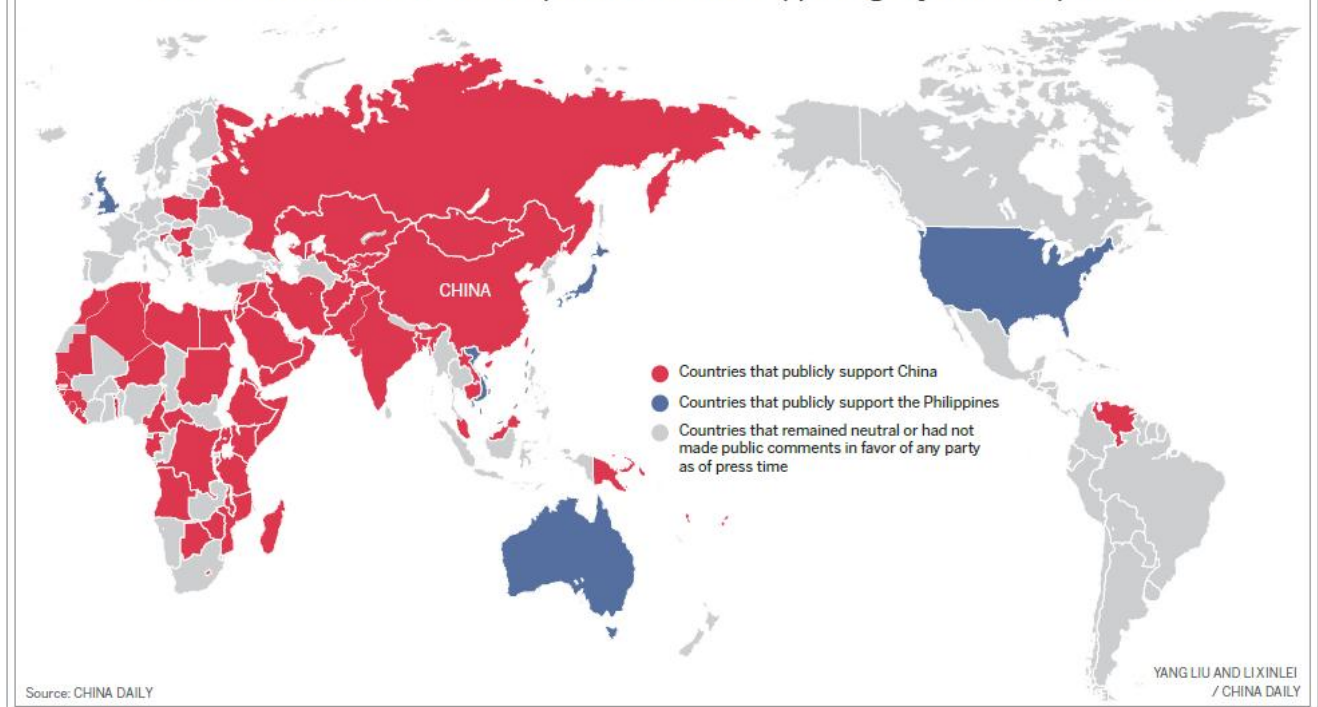 CHINA
Countries that publicly support China
Countries that publicly support the Philippines
Countries that remained neutral or had not
made public comments in favor of any party
as of press time
Source: CHINA DAILY
YANG LIU AND LI XINLEI
/ CHINA DAILY